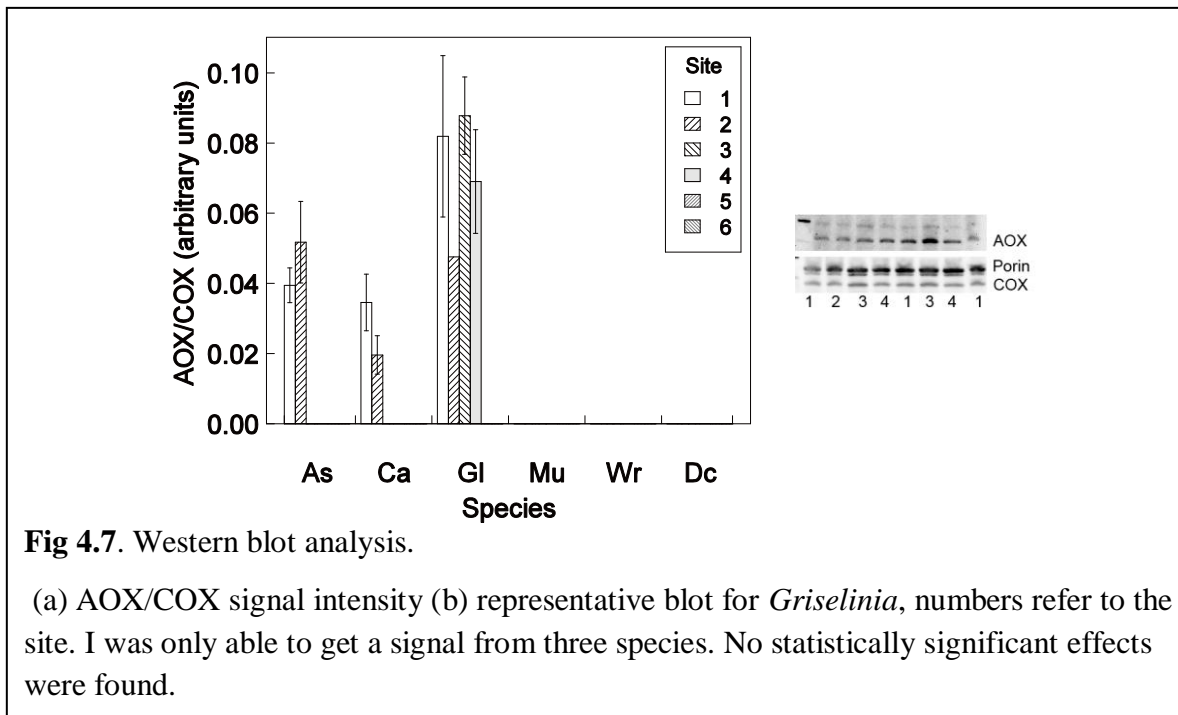 AOX/COX (arbitrary units)
0.10
0.08
0.06
0.04
0.02
0.00
Site
1
2
3
4
5
6
As Ca Gl Mu Wr Dc
Species
AOX
Porin
COX
1 2 3 4 1 3 4 1
Fig 4.7. Western blot analysis.
(a) AOX/COX signal intensity (b) representative blot for Griselinia, numbers refer to the
site. I was only able to get a signal from three species. No statistically significant effects
were found.